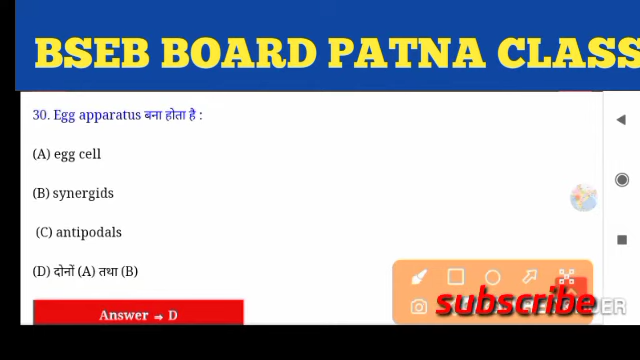 BSEB BOARD PATNA CLASS
30. Egg apparatus बना होता है :
(A) egg cell
(B) synergids
(C) antipodals
(D) दोनों (A) तथा (B)
Answer ⇒ D
subscribe